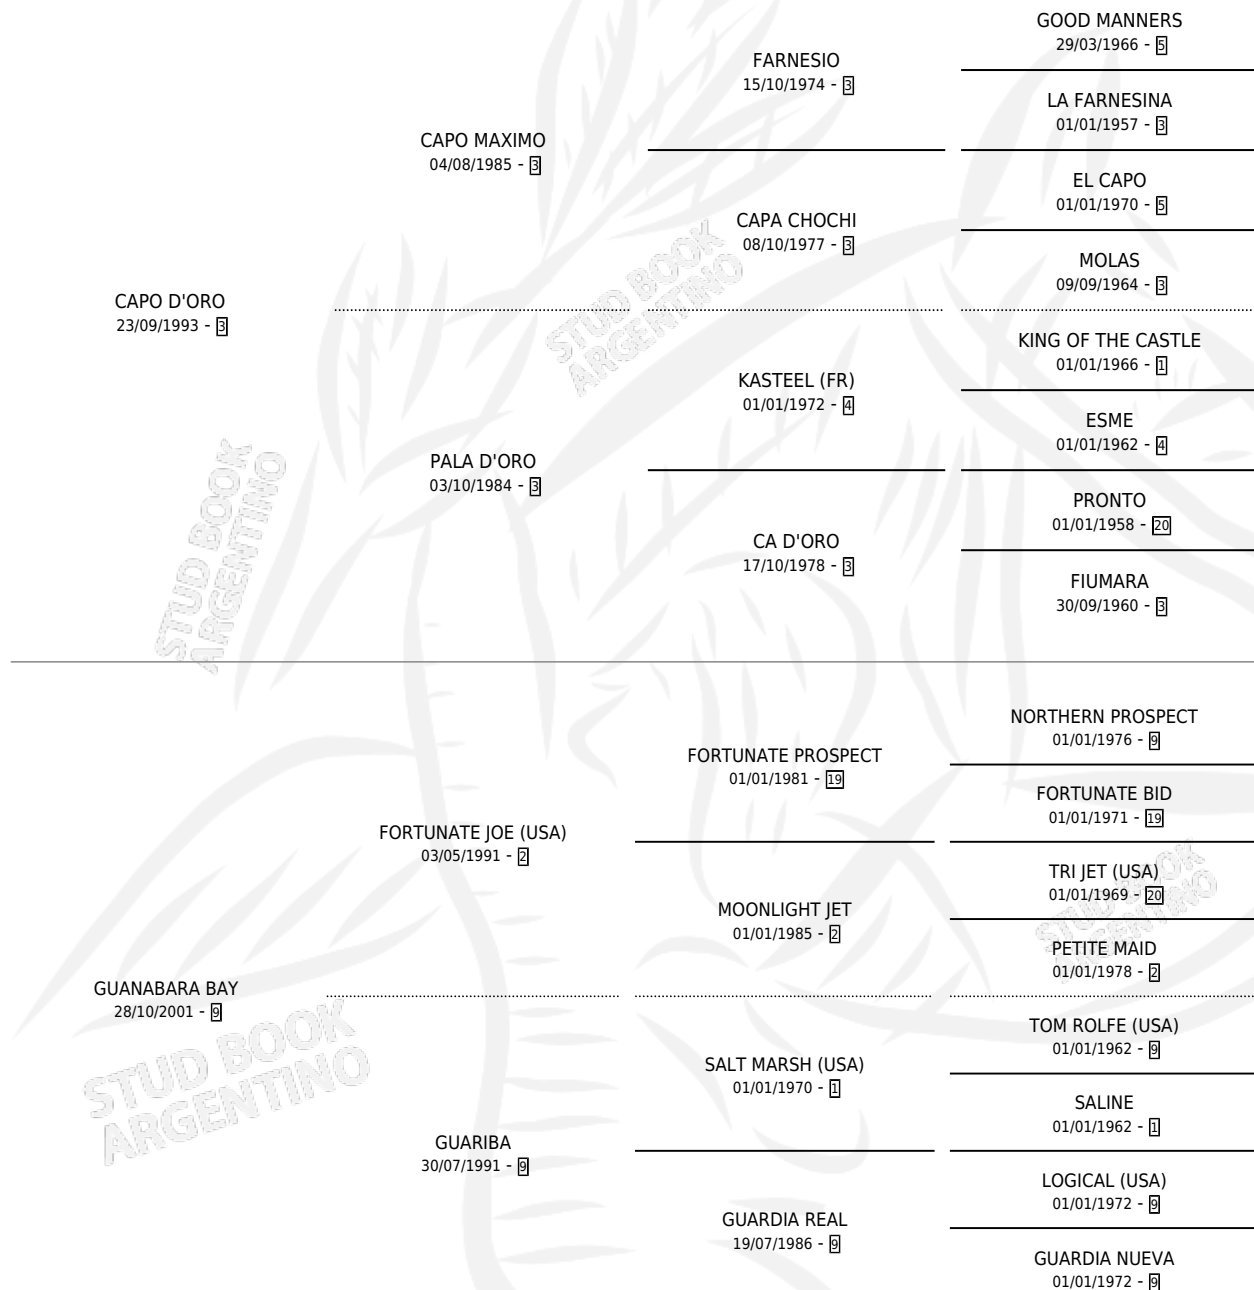 GOOD MANNERS
29/03/1966 - 5
FARNESIO
15/10/1974 - 3
LA FARNESINA
01/01/1957 - 3
CAPO MAXIMO
04/08/1985 - 3
EL CAPO
01/01/1970 - 5
CAPA CHOCHI
08/10/1977 - 3
MOLAS
09/09/1964 - 3
CAPO D'ORO
23/09/1993 - 3
KING OF THE CASTLE
01/01/1966 - 1
KASTEEL (FR)
01/01/1972 - 4
ESME
01/01/1962 - 4
PALA D'ORO
03/10/1984 - 3
PRONTO
01/01/1958 - 20
CA D'ORO
17/10/1978 - 3
FIUMARA
30/09/1960 - 3
NORTHERN PROSPECT
01/01/1976 - 9
FORTUNATE PROSPECT
01/01/1981 - 19
FORTUNATE BID
01/01/1971 - 19
FORTUNATE JOE (USA)
03/05/1991 - 2
TRI JET (USA)
01/01/1969 - 20
MOONLIGHT JET
01/01/1985 - 2
PETITE MAID
01/01/1978 - 2
GUANABARA BAY
28/10/2001 - 9
TOM ROLFE (USA)
01/01/1962 - 9
SALT MARSH (USA)
01/01/1970 - 1
SALINE
01/01/1962 - 1
GUARIBA
30/07/1991 - 9
LOGICAL (USA)
01/01/1972 - 9
GUARDIA REAL
19/07/1986 - 9
GUARDIA NUEVA
01/01/1972 - 9
STUD BOOK
ARGENTINO
STUD BOOK
ARGENTINO
STUD BOOK
ARGENTINO
STUD BOOK
ARGENTINO